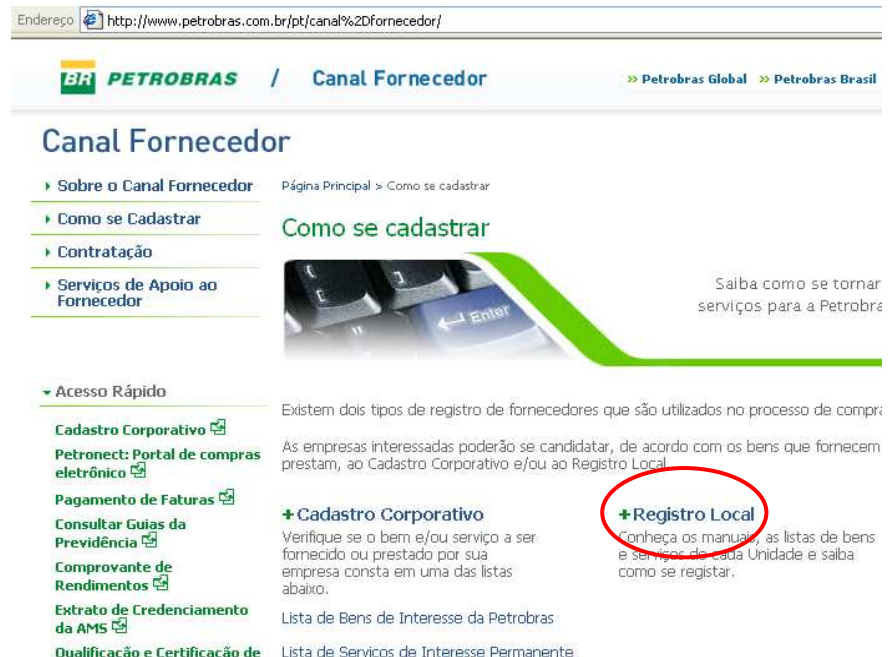 Endereço http://www.petrobras.com.br/pt/canal%2Dfornecedor/
BR PETROBRAS / Canal Fornecedor
» Petrobras Global » Petrobras Brasil
Canal Fornecedor
Sobre o Canal Fornecedor
Como se Cadastrar
Contratação
Serviços de Apoio ao
Fornecedor
Acesso Rápido
Cadastro Corporativo
Petronect: Portal de compras
eletrônico
Pagamento de Faturas
Consultar Guias da
Previdência
Comprovante de
Rendimentos
Extrato de Credenciamento
da AMS
Qualificação e Certificação de
Página Principal > Como se cadastrar
Como se cadastrar
Enter
Saiba como se tornar
serviços para a Petrobra
Existem dois tipos de registro de fornecedores que são utilizados no processo de compra
As empresas interessadas poderão se candidatar, de acordo com os bens que fornecem
prestam, ao Cadastro Corporativo e/ou ao Registro Local
+Cadastro Corporativo
Verifique se o bem e/ou serviço a ser
fornecido ou prestado por sua
empresa consta em uma das listas
abaixo.
Lista de Bens de Interesse da Petrobras
Lista de Serviços de Interesse Permanente
+Registro Local
Conheça os manuais, as listas de bens
e serviços de cada Unidade e saiba
como se registar.